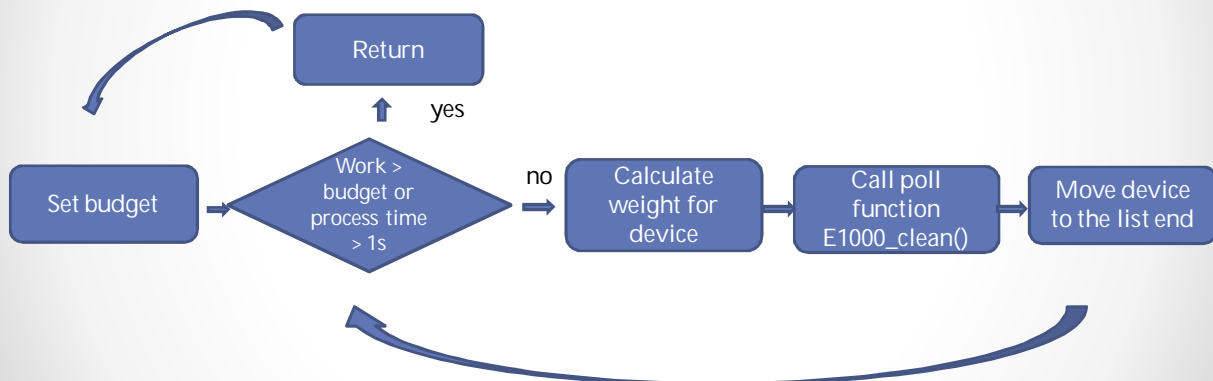 Return
yes
Set budget
Work >
budget or
process time
> 1s
no
Calculate
weight for
device
Call poll
function
E1000_clean()
Move device
to the list end